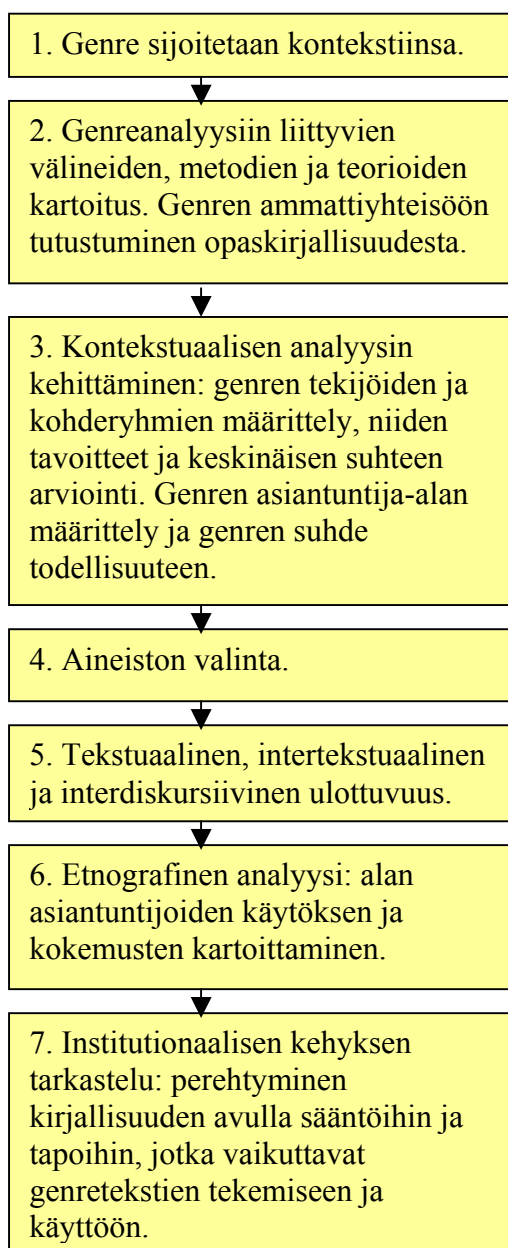 1. Genre sijoitetaan kontekstiinsa.
2. Genreanalyysiin liittyvien
välineiden, metodien ja teorioiden
kartoitus. Genren ammattiyhteisöön
tutustuminen opaskirjallisuudesta.
3. Kontekstuaalisen analyysin
kehittäminen: genren tekijöiden ja
kohderyhmien määrittely, niiden
tavoitteet ja keskinäisen suhteen
arviointi. Genren asiantuntija-alan
määrittely ja genren suhde
todellisuuteen.
4. Aineiston valinta.
5. Tekstuaalinen, intertekstuaalinen
ja interdiskursiivinen ulottuvuus.
6. Etnografinen analyysi: alan
asiantuntijoiden käytöksen ja
kokemusten kartoittaminen.
7. Institutionaalisen kehyksen
tarkastelu: perehtyminen
kirjallisuuden avulla sääntöihin ja
tapoihin, jotka vaikuttavat
genretekstien tekemiseen ja
käyttöön.